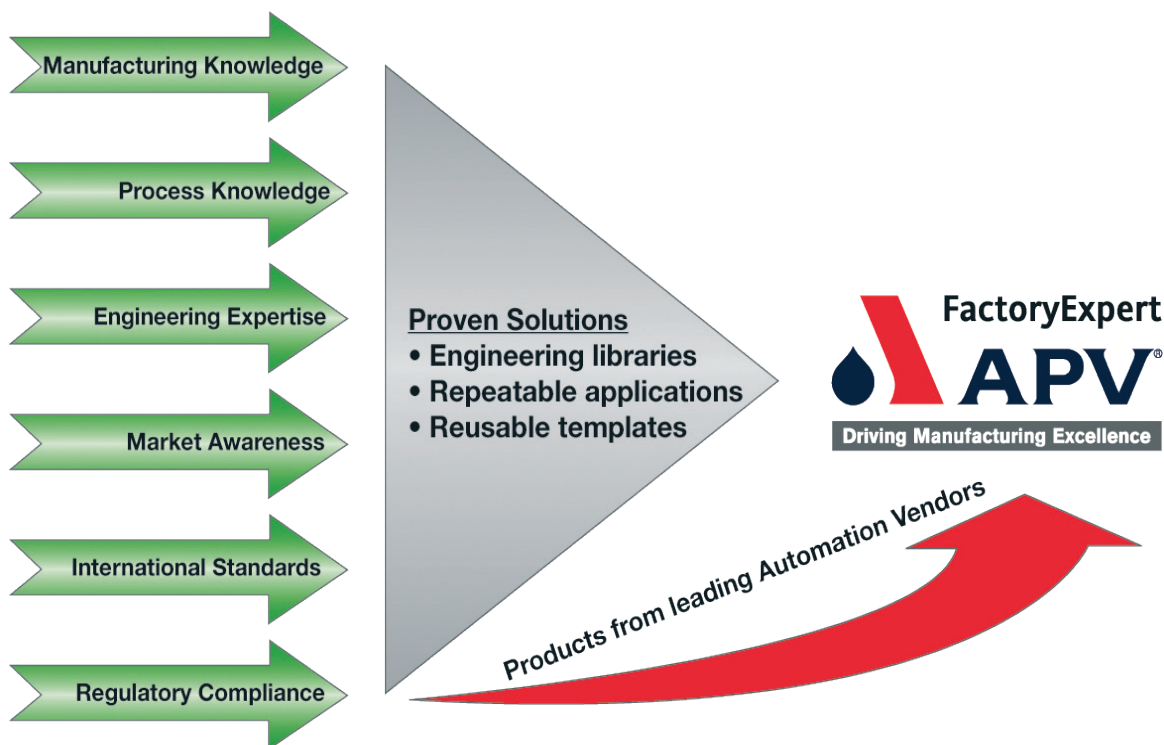 Manufacturing Knowledge
Process Knowledge
Engineering Expertise
Market Awareness
International Standards
Regulatory Compliance
Proven Solutions
• Engineering libraries
• Repeatable applications
• Reusable templates
FactoryExpert
APV®
Driving Manufacturing Excellence
Products from leading Automation Vendors